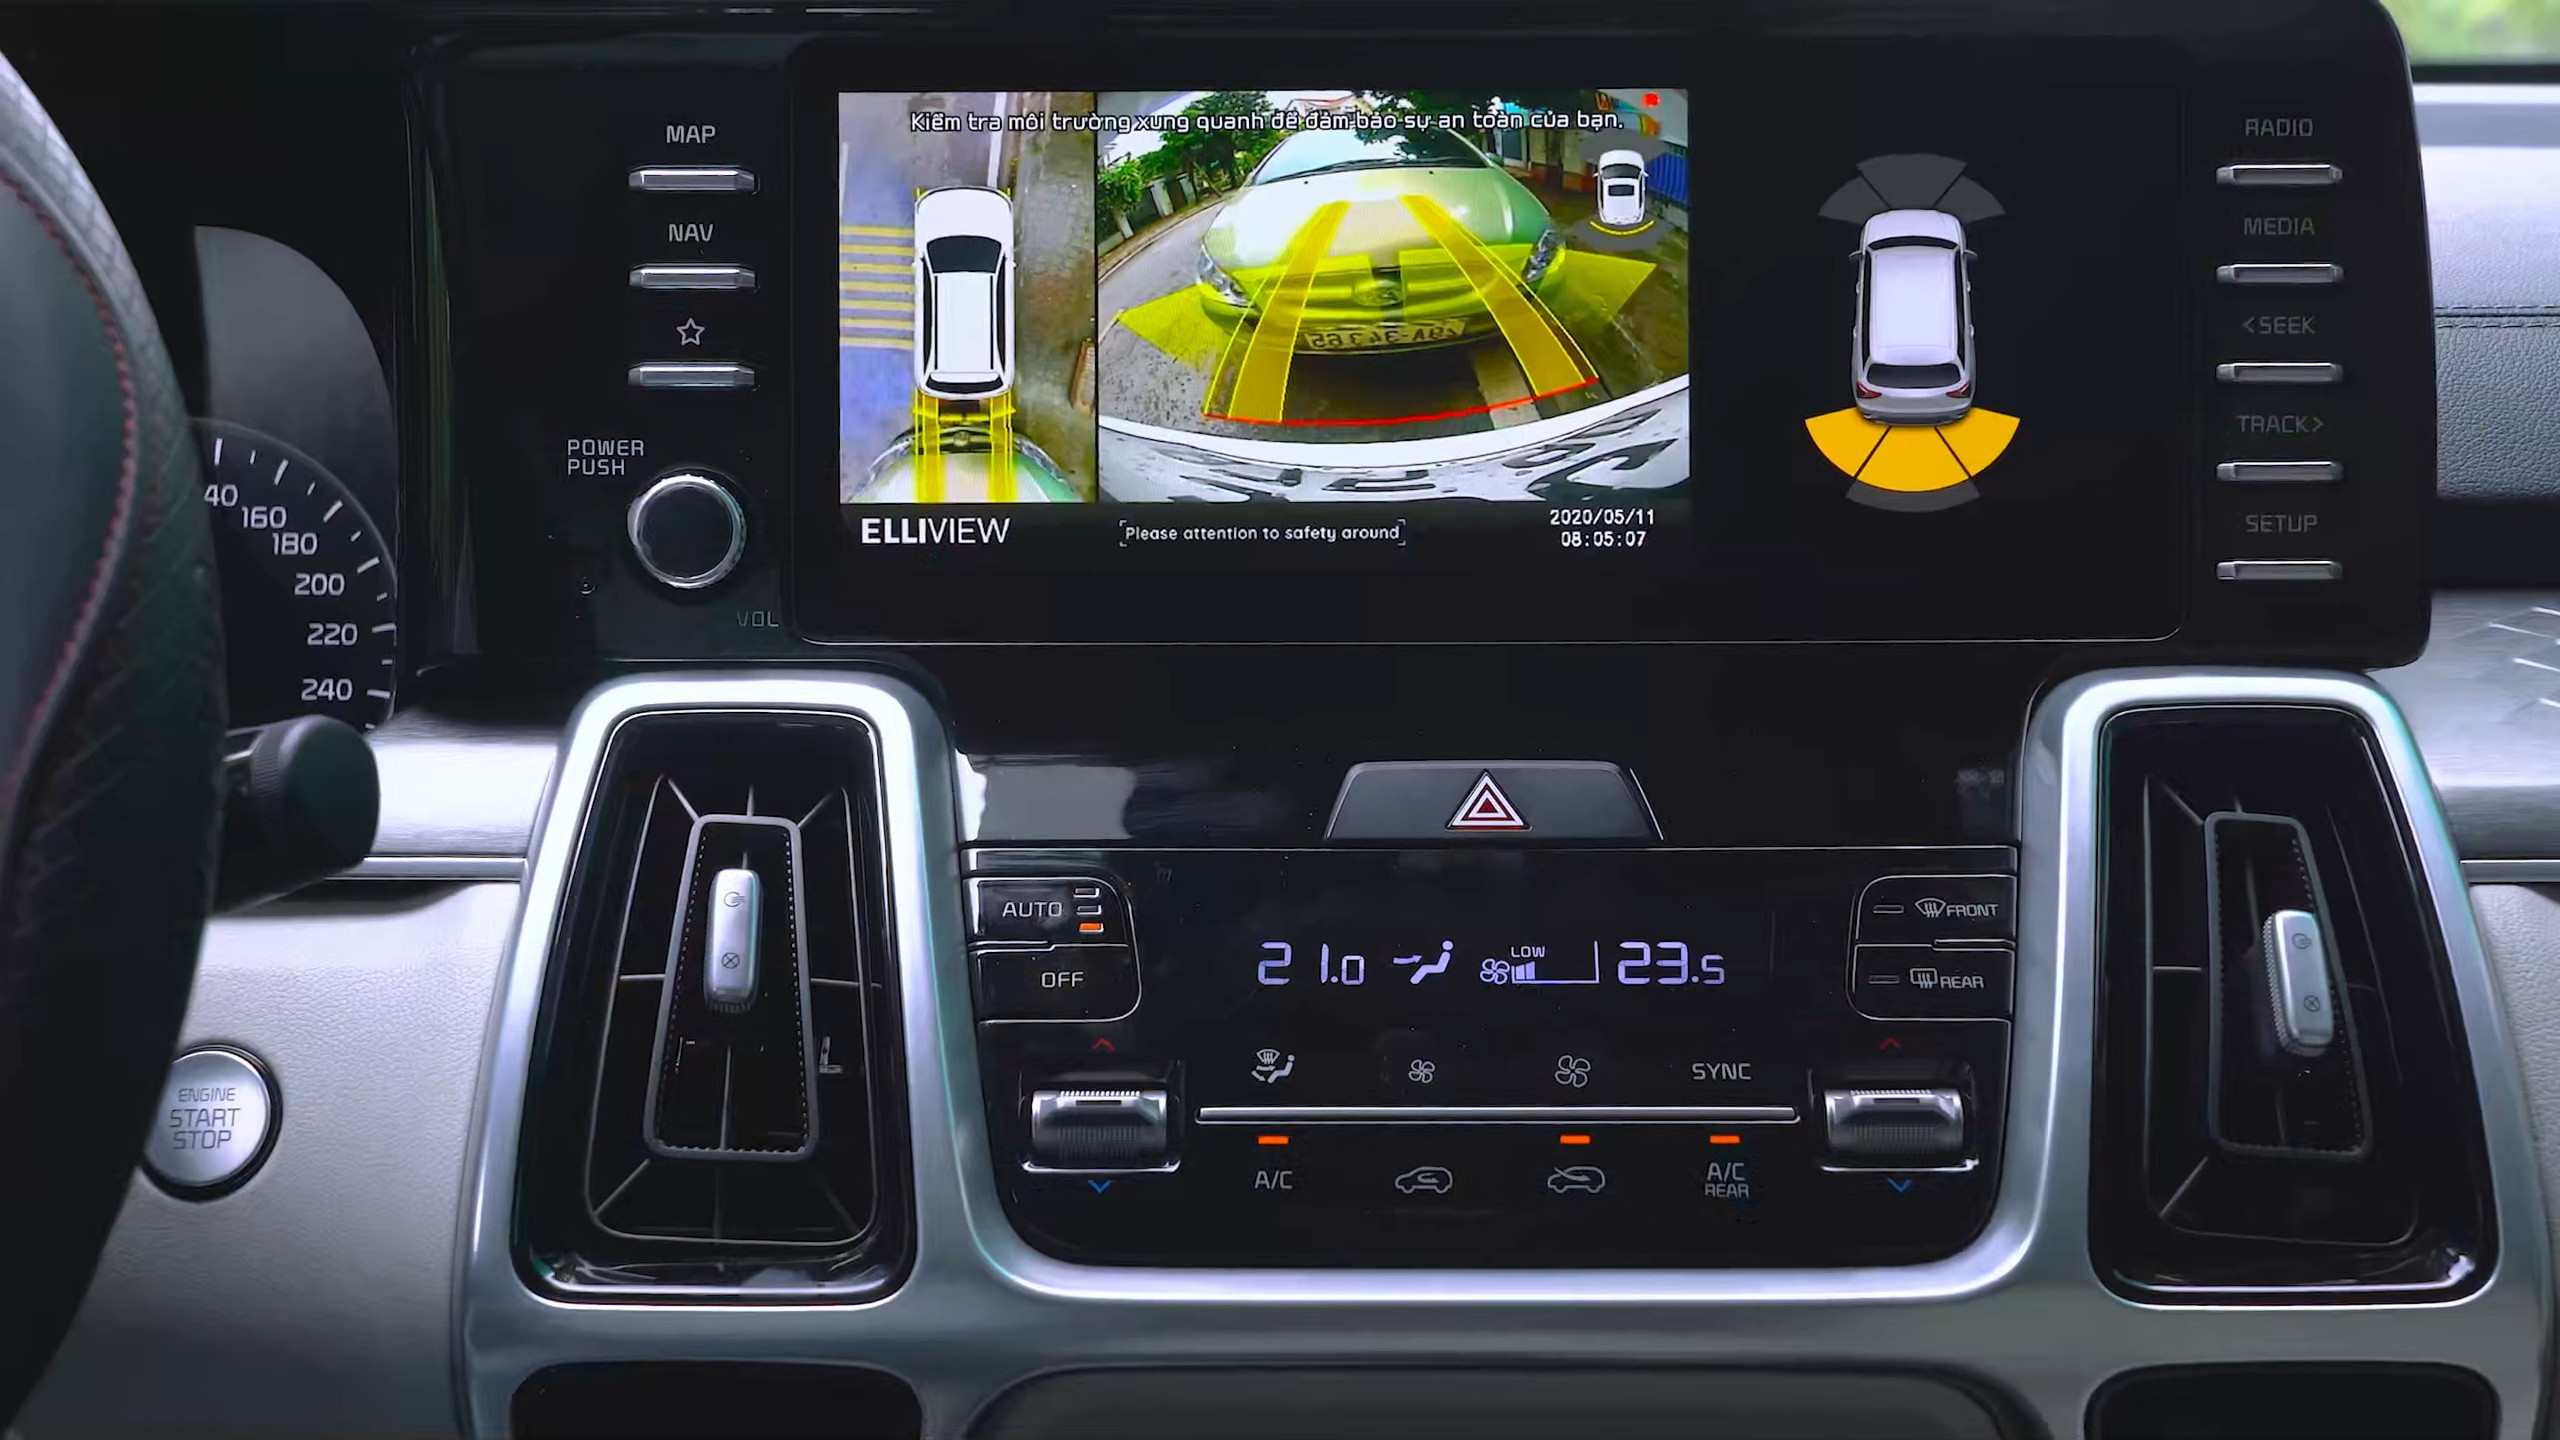 MAP
NAV
POWER
PUSH
VOL
Kiểm tra môi trường xung quanh để đảm bảo sự an toàn của bạn.
ELLIVIEW
[Please attention to safety around]
2020/05/11
08:05:07
RADIO
MEDIA
<SEEK
TRACK>
SETUP
40
160
180
200
220
240
ENGINE
START
STOP
AUTO
OFF
21.0
LOW
23.5
FRONT
REAR
SYNC
A/C
A/C
REAR